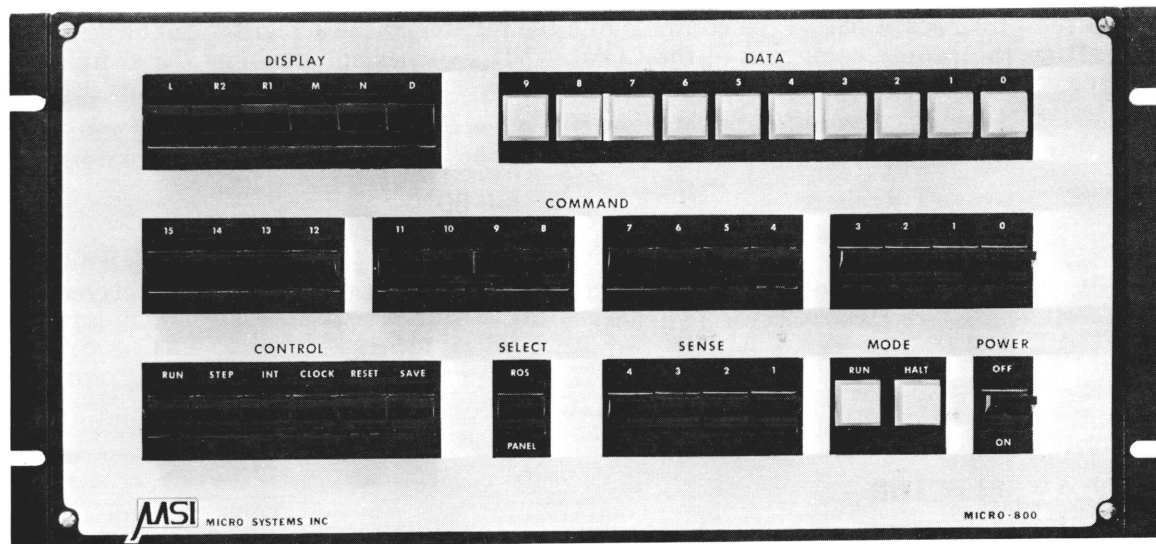 DISPLAY DATA
L R2 R1 M N D 9 8 7 6 5 4 3 2 1 0
COMMAND
15 14 13 12 11 10 9 8 7 6 5 4 3 2 1 0
CONTROL SELECT SENSE MODE POWER
RUN STEP INT CLOCK RESET SAVE ROS 4 3 2 1 RUN HALT OFF
PANEL ON
µMSI MICRO SYSTEMS INC MICRO-800